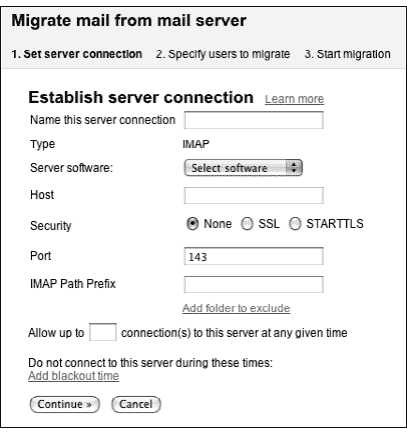 Migrate mail from mail server
1. Set server connection 2. Specify users to migrate 3. Start migration
Establish server connection Learn more
Name this server connection
Type IMAP
Server software: Select software
Host
Security None SSL STARTTLS
Port 143
IMAP Path Prefix
Add folder to exclude
Allow up to connection(s) to this server at any given time
Do not connect to this server during these times:
Add blackout time
Continue » Cancel